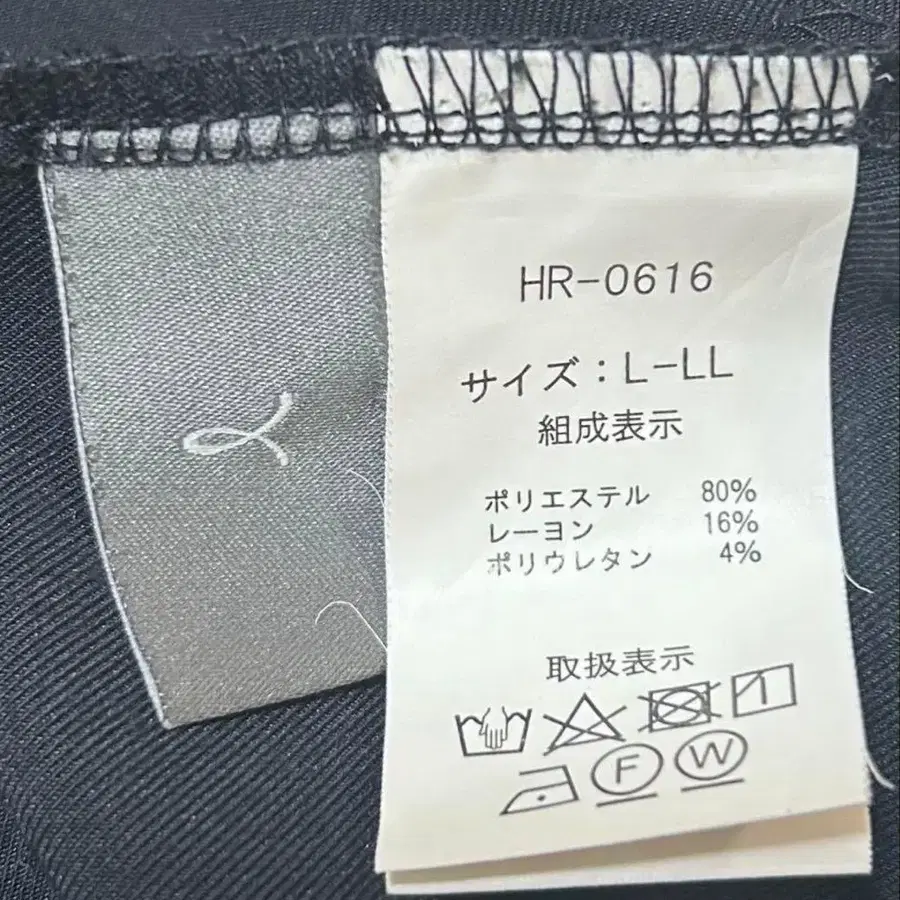 HR-0616
サイズ：L-LL
組成表示
ポリエステル 80%
レーヨン 16%
ポリウレタン 4%
取扱表示
F W